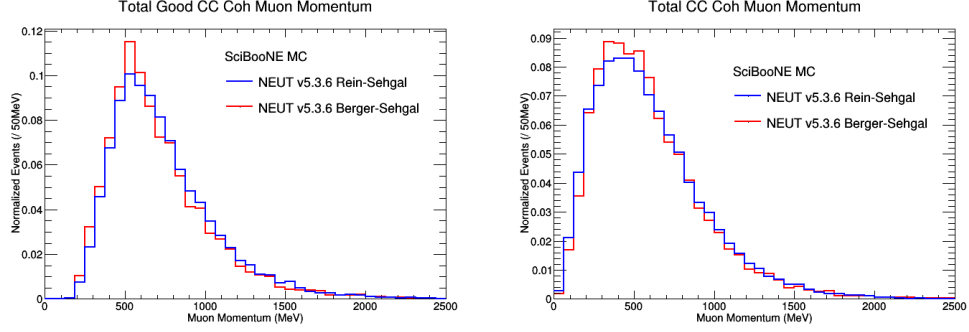 Total Good CC Coh Muon Momentum
Normalized Events (/ 50MeV)
0.12
0.1
0.08
0.06
0.04
0.02
0
SciBooNE MC
NEUT v5.3.6 Rein-Sehgal
NEUT v5.3.6 Berger-Sehgal
0 500 1000 1500 2000 2500
Muon Momentum (MeV)
Total CC Coh Muon Momentum
Normalized Events (/ 50MeV)
0.09
0.08
0.07
0.06
0.05
0.04
0.03
0.02
0.01
0
SciBooNE MC
NEUT v5.3.6 Rein-Sehgal
NEUT v5.3.6 Berger-Sehgal
0 500 1000 1500 2000 2500
Muon Momentum (MeV)